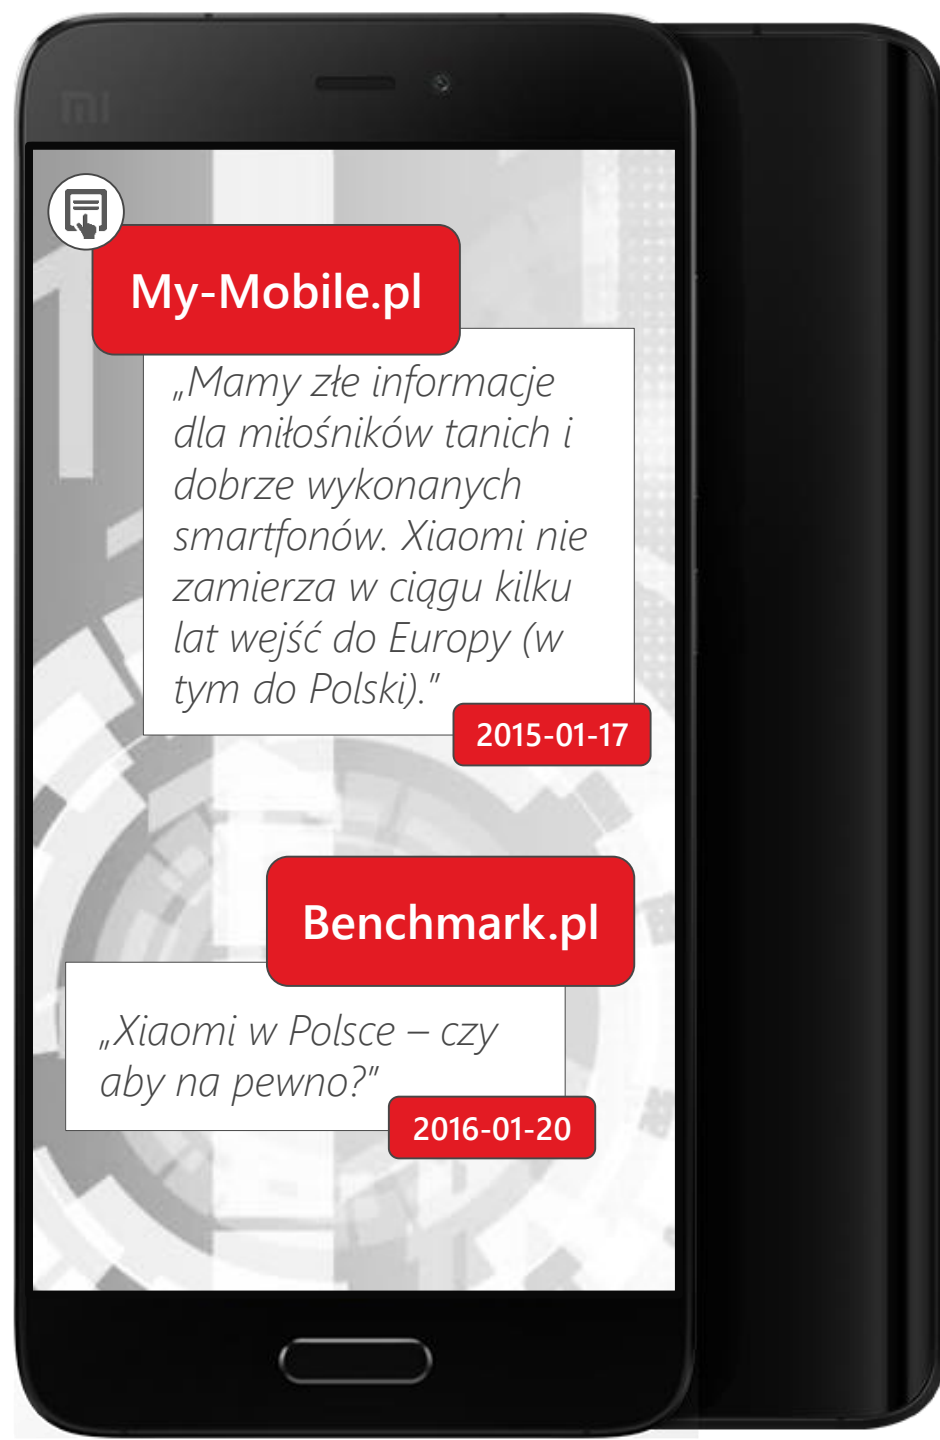 mi
My-Mobile.pl
„Mamy złe informacje
dla miłośników tanich i
dobrze wykonanych
smartfonów. Xiaomi nie
zamierza w ciągu kilku
lat wejść do Europy (w
tym do Polski)."
2015-01-17
Benchmark.pl
„Xiaomi w Polsce – czy
aby na pewno?"
2016-01-20